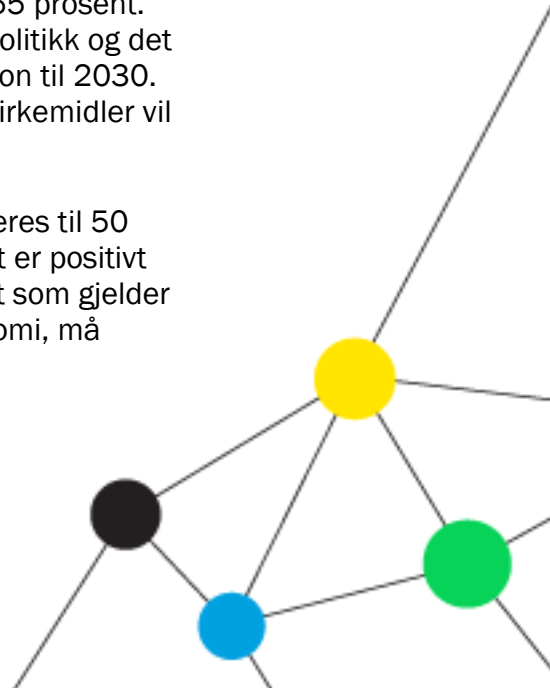 55 prosent.
olitikk og det
on til 2030.
irkemidler vil
eres til 50
t er positivt
t som gjelder
omi, må